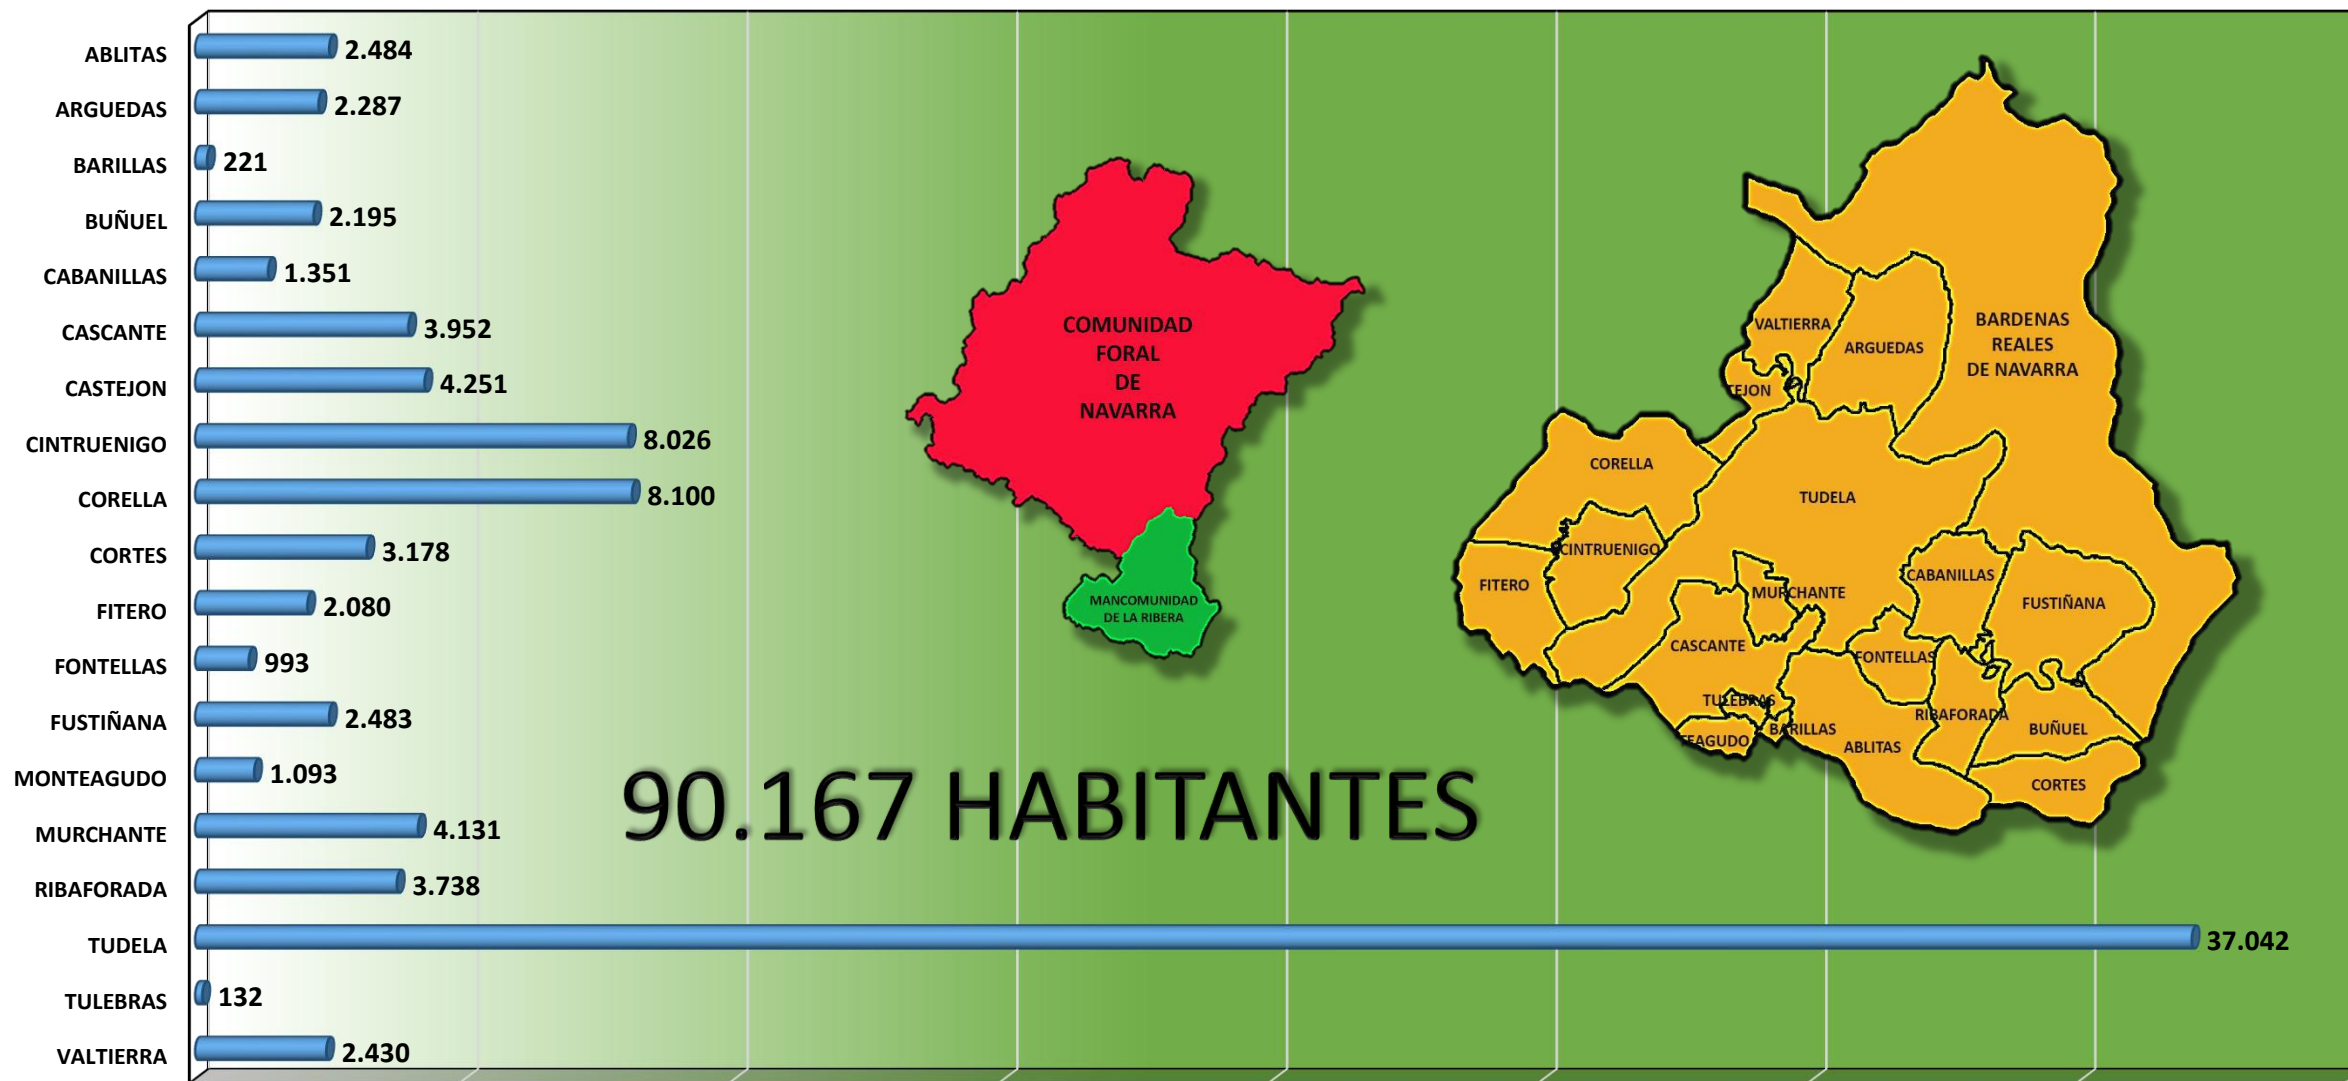 ABLITAS 2.484
ARGUEDAS 2.287
BARILLAS 221
BUÑUEL 2.195
CABANILLAS 1.351
CASCANTE 3.952
CASTEJON 4.251
CINTRUENIGO 8.026
CORELLA 8.100
CORTES 3.178
FITERO 2.080
FONTELLAS 993
FUSTIÑANA 2.483
MONTEAGUDO 1.093
MURCHANTE 4.131
RIBAFORADA 3.738
TUDELA 37.042
TULEBRAS 132
VALTIERRA 2.430
COMUNIDAD
FORAL
DE
NAVARRA
MANCOMUNIDAD
DE LA RIBERA
90.167 HABITANTES
VALTIERRA
ARGUEDAS
BARDENAS
REALES
DE NAVARRA
TEJON
CORELLA
TUDELA
CINTRUENIGO
FITERO
CABANILLAS
MURCHANTE
FUSTIÑANA
CASCANTE
FONTELLAS
TULEBRAS
RIBAFORADA
BARILLAS
BUÑUEL
TEAGUDO
ABLITAS
CORTES